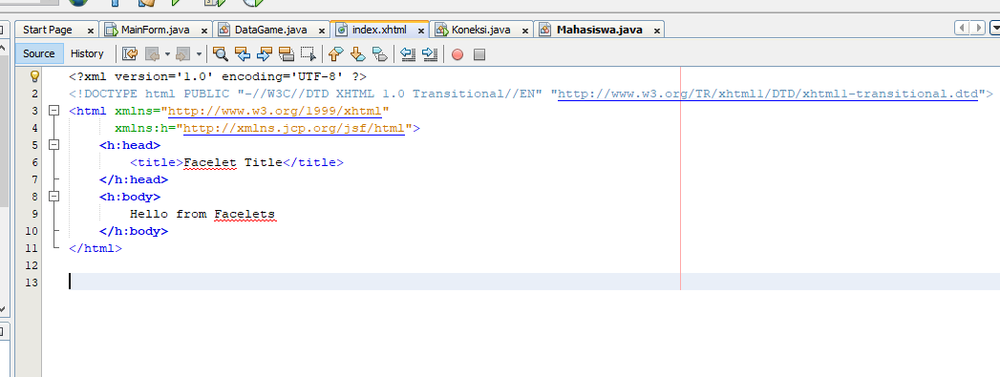 Start Page MainForm.java DataGame.java index.xhtml Koneksi.java Mahasiswa.java
Source History
<?xml version='1.0' encoding='UTF-8' ?>
2 <!DOCTYPE html PUBLIC "-//W3C//DTD XHTML 1.0 Transitional//EN" "http://www.w3.org/TR/xhtml1/DTD/xhtml1-transitional.dtd">
3 <html xmlns="http://www.w3.org/1999/xhtml"
4 xmlns:h="http://xmlns.jcp.org/jsf/html">
5 <h:head>
6 <title>Facelet Title</title>
7 </h:head>
8 <h:body>
9 Hello from Facelets
10 </h:body>
11 </html>
12
13